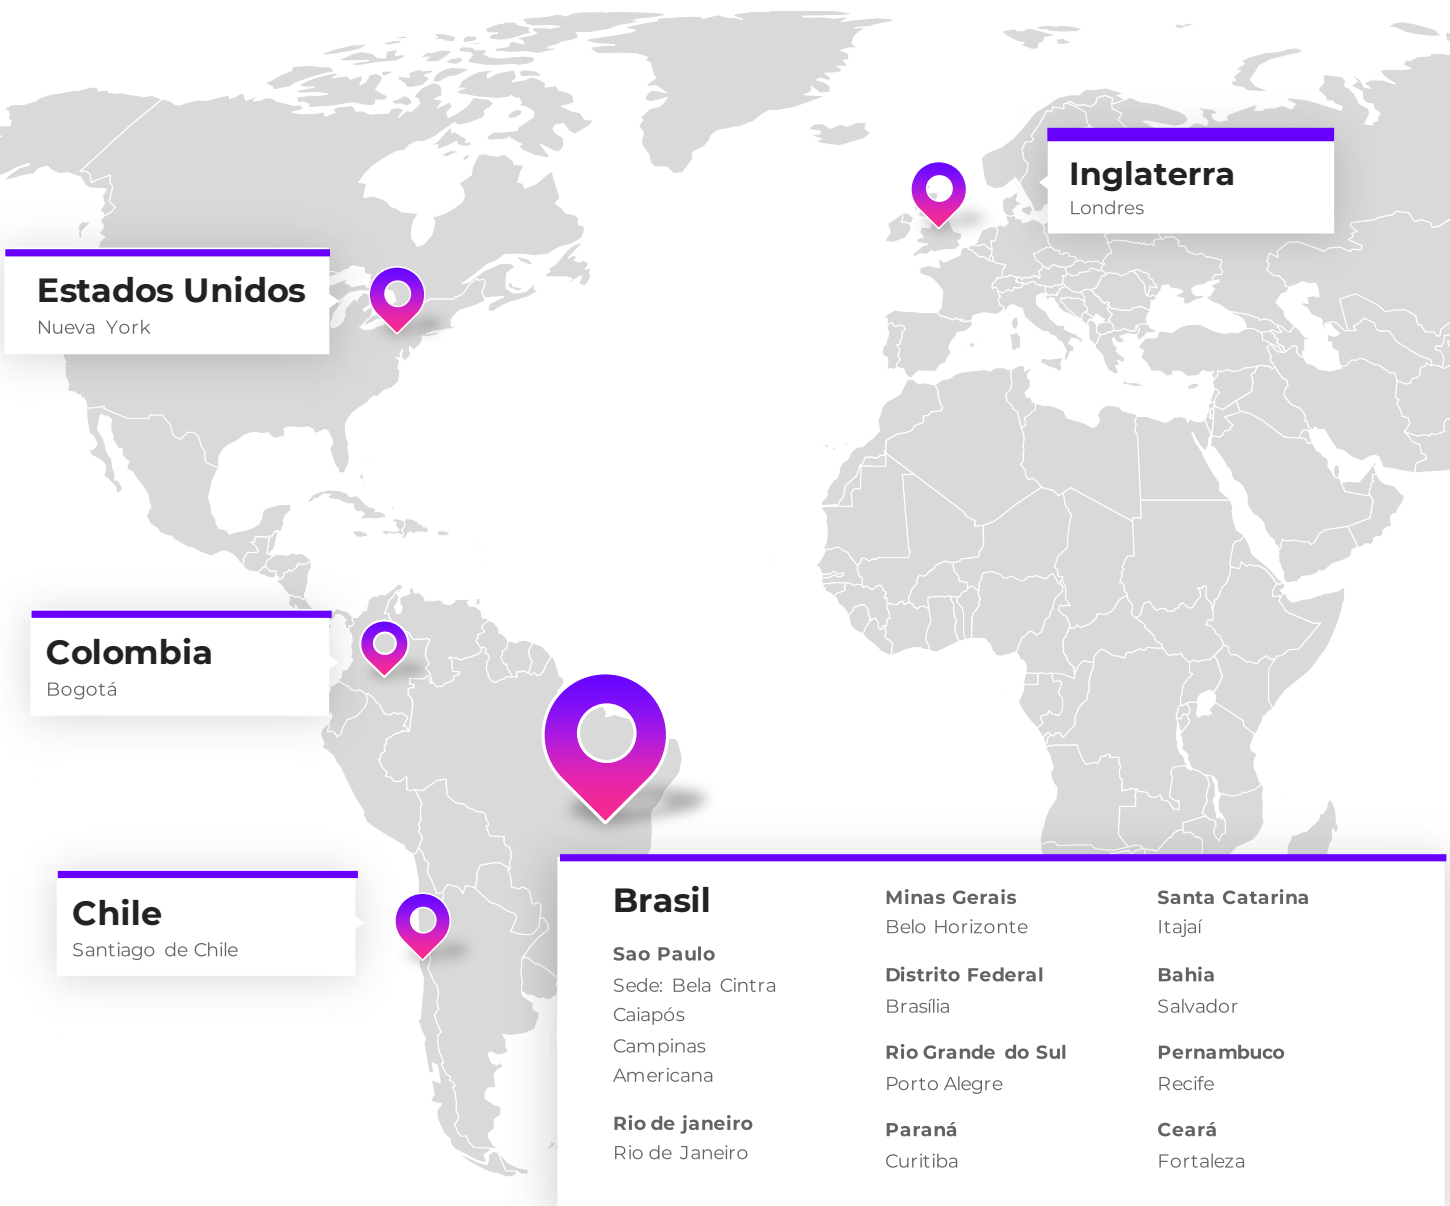 Inglaterra
Londres
Estados Unidos
Nueva York
Colombia
Bogotá
Chile
Santiago de Chile
Brasil
Sao Paulo
Sede: Bela Cintra
Caiapós
Campinas
Americana
Rio de janeiro
Rio de Janeiro
Minas Gerais
Belo Horizonte
Distrito Federal
Brasília
Rio Grande do Sul
Porto Alegre
Paraná
Curitiba
Santa Catarina
Itajaí
Bahia
Salvador
Pernambuco
Recife
Ceará
Fortaleza